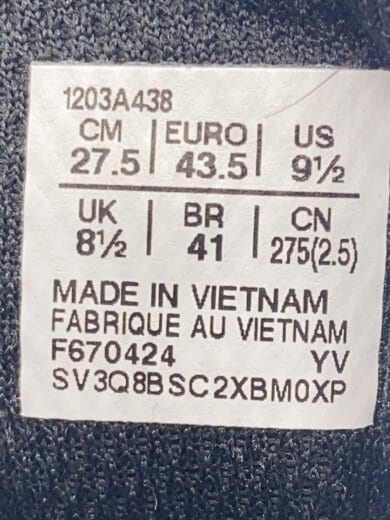 1203A438
CM | EURO | US
27.5 | 43.5 | 9½
UK | BR | CN
8½ | 41 | 275(2.5)
MADE IN VIETNAM
FABRIQUE AU VIETNAM
F670424 YV
SV3Q8BSC2XBM0XP